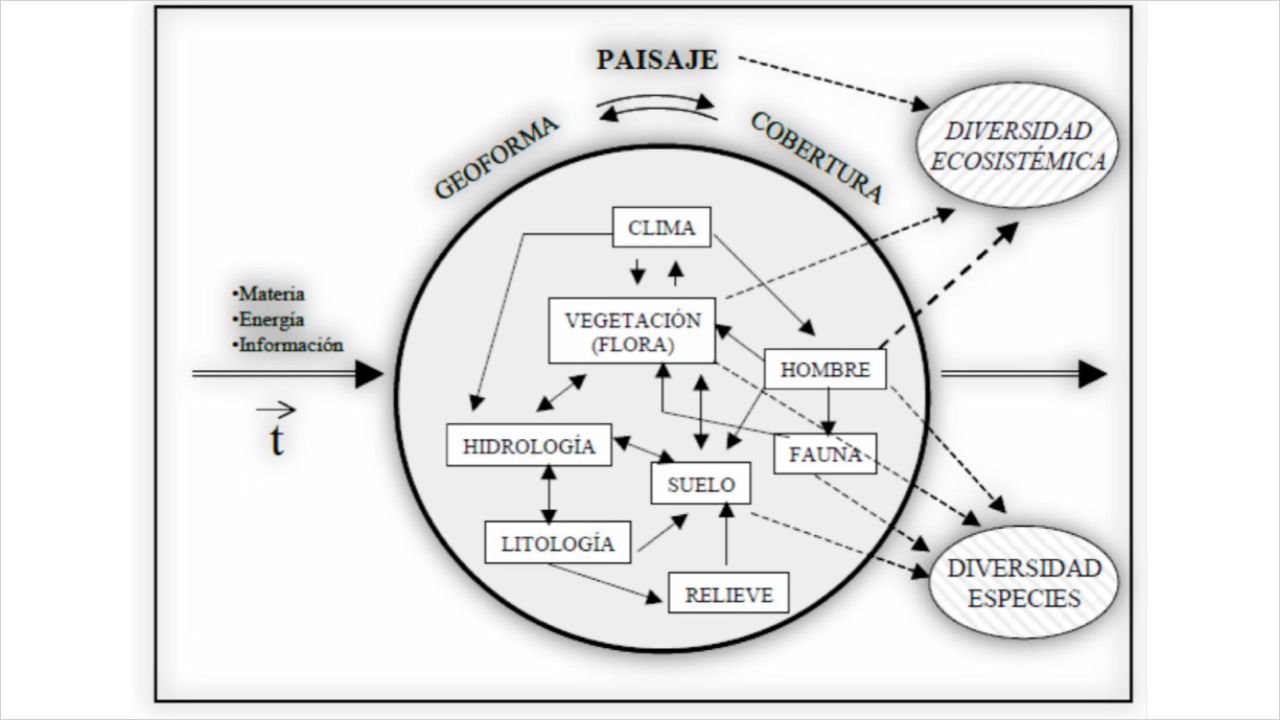 PAISAJE
GEOFORMA
COBERTURA
DIVERSIDAD
ECOSISTÉMICA
CLIMA
•Materia
•Energía
•Información
VEGETACIÓN
(FLORA)
HOMBRE
t
HIDROLOGÍA
FAUNA
SUELO
LITOLOGÍA
RELIEVE
DIVERSIDAD
ESPECIES